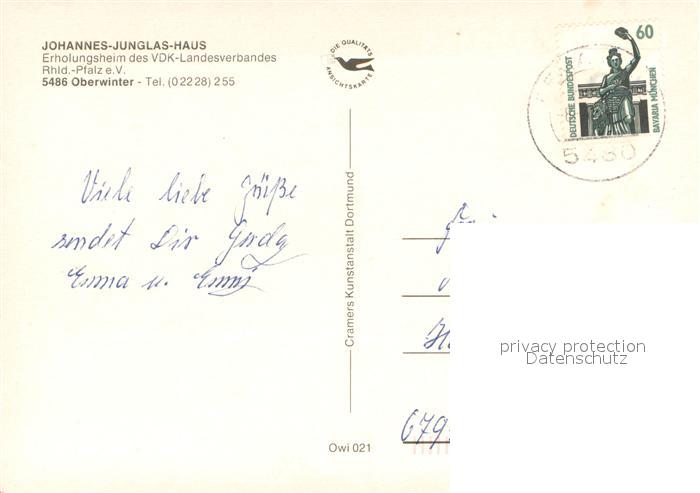 JOHANNES-JUNGLAS-HAUS
Erholungsheim des VDK-Landesverbandes
Rhld.-Pfalz e.V.
5486 Oberwinter - Tel. (02228) 255
DIE QUALITÄTS
ANSICHTSKARTE
60
DEUTSCHE BUNDESPOST
BAVARIA MÜNCHEN
5480
Viele liebe Grüße
sendet Dir Gerda
Emma u.
Cramers Kunstanstalt Dortmund
privacy protection
Datenschutz
679
Owi 021